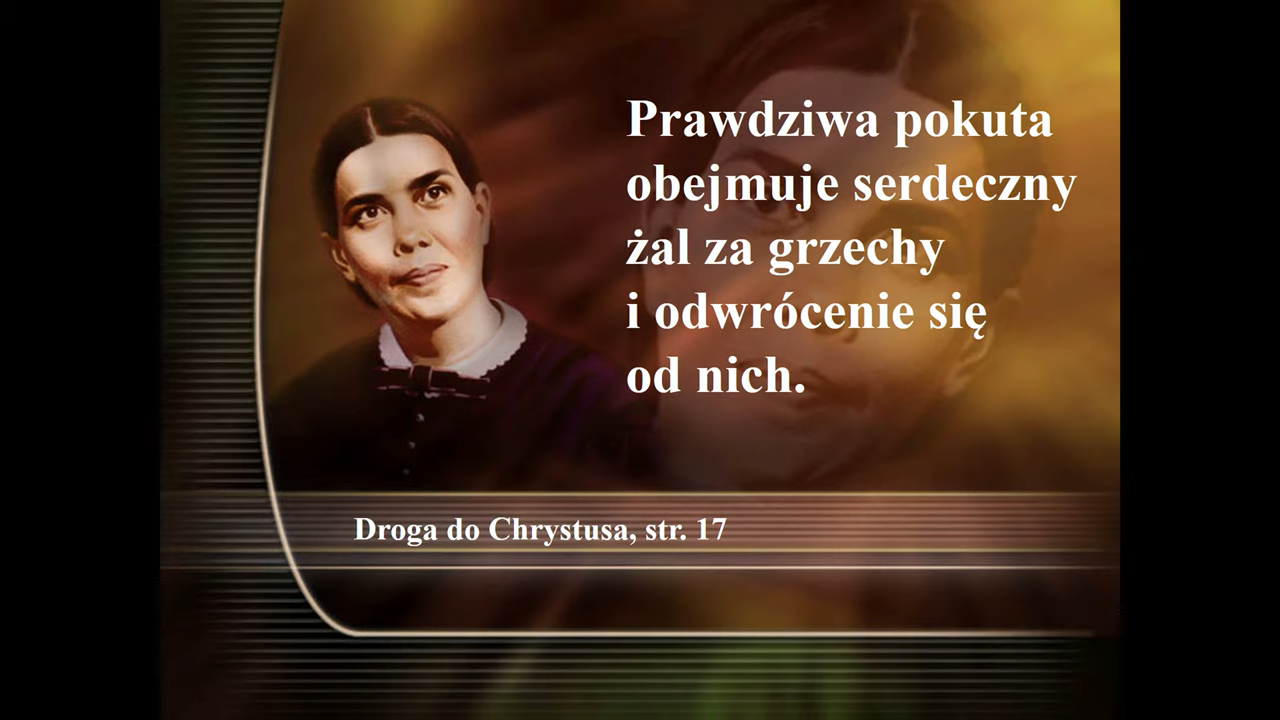 Prawdziwa pokuta
obejmuje serdeczny
żal za grzechy
i odwrócenie się
od nich.
Droga do Chrystusa, str. 17